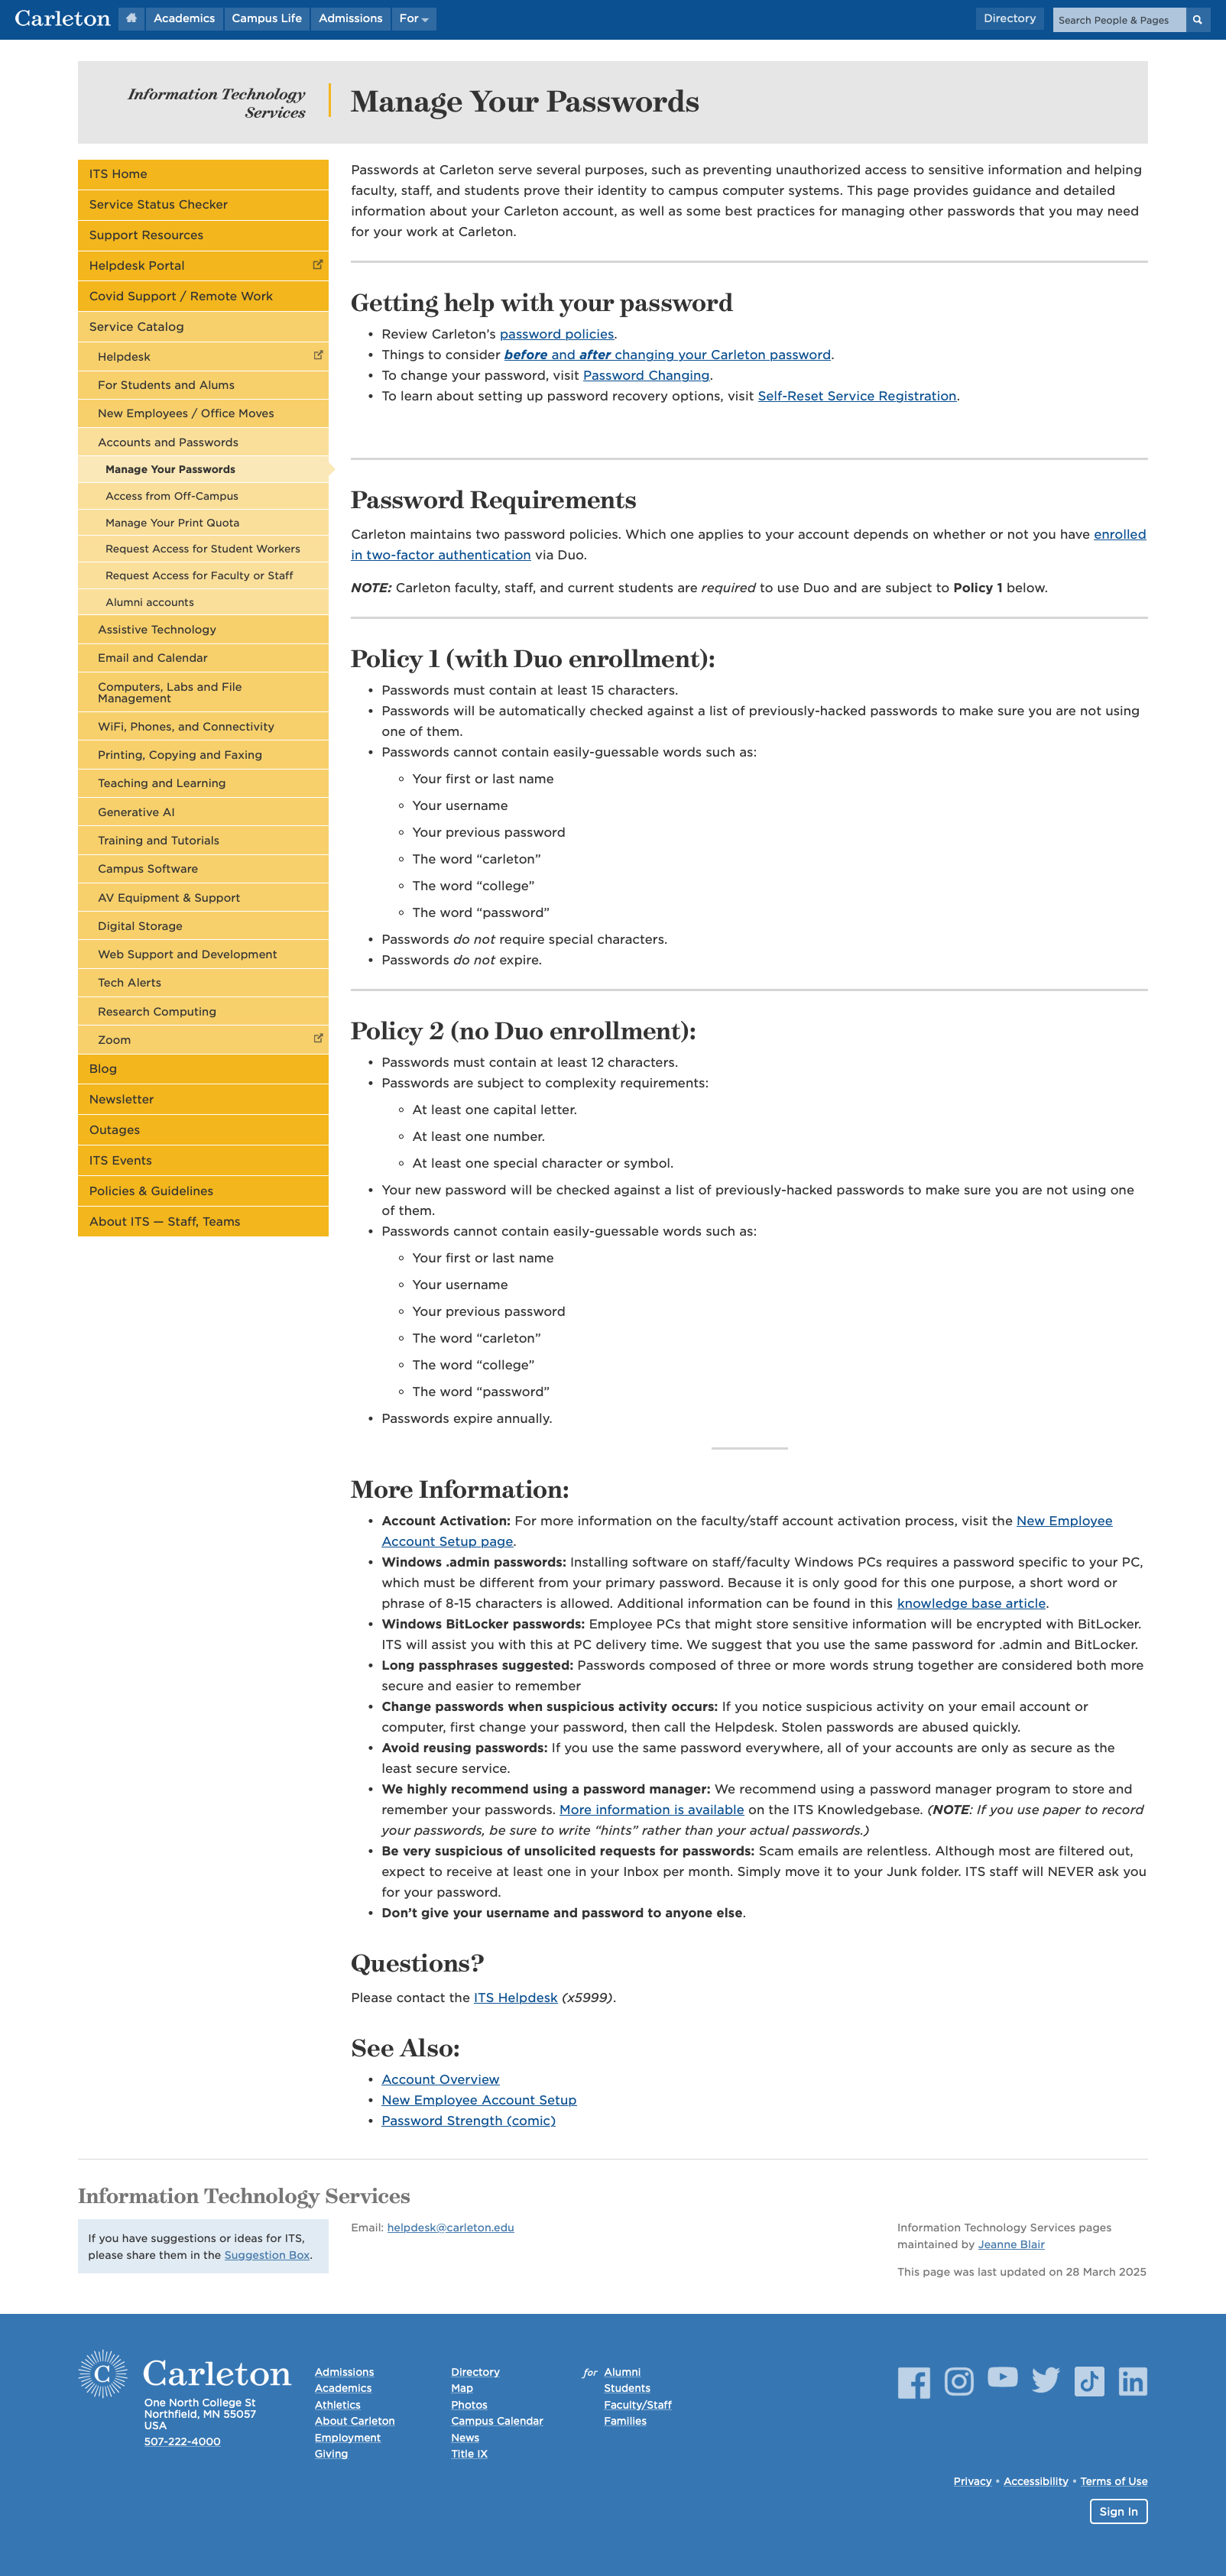 Carleton
Academics
Campus Life
Admissions
For
Directory
Search People & Pages
Information Technology
Services
Manage Your Passwords
ITS Home
Service Status Checker
Support Resources
Helpdesk Portal
Covid Support / Remote Work
Service Catalog
Helpdesk
For Students and Alums
New Employees / Office Moves
Accounts and Passwords
Manage Your Passwords
Access from Off-Campus
Manage Your Print Quota
Request Access for Student Workers
Request Access for Faculty or Staff
Alumni accounts
Assistive Technology
Email and Calendar
Computers, Labs and File
Management
WiFi, Phones, and Connectivity
Printing, Copying and Faxing
Teaching and Learning
Generative AI
Training and Tutorials
Campus Software
AV Equipment & Support
Digital Storage
Web Support and Development
Tech Alerts
Research Computing
Zoom
Blog
Newsletter
Outages
ITS Events
Policies & Guidelines
About ITS — Staff, Teams
Passwords at Carleton serve several purposes, such as preventing unauthorized access to sensitive information and helping
faculty, staff, and students prove their identity to campus computer systems. This page provides guidance and detailed
information about your Carleton account, as well as some best practices for managing other passwords that you may need
for your work at Carleton.
Getting help with your password
• Review Carleton’s password policies.
• Things to consider before and after changing your Carleton password.
• To change your password, visit Password Changing.
• To learn about setting up password recovery options, visit Self-Reset Service Registration.
Password Requirements
Carleton maintains two password policies. Which one applies to your account depends on whether or not you have enrolled
in two-factor authentication via Duo.
NOTE: Carleton faculty, staff, and current students are required to use Duo and are subject to Policy 1 below.
Policy 1 (with Duo enrollment):
• Passwords must contain at least 15 characters.
• Passwords will be automatically checked against a list of previously-hacked passwords to make sure you are not using
one of them.
• Passwords cannot contain easily-guessable words such as:
◦ Your first or last name
◦ Your username
◦ Your previous password
◦ The word “carleton”
◦ The word “college”
◦ The word “password”
• Passwords do not require special characters.
• Passwords do not expire.
Policy 2 (no Duo enrollment):
• Passwords must contain at least 12 characters.
• Passwords are subject to complexity requirements:
◦ At least one capital letter.
◦ At least one number.
◦ At least one special character or symbol.
• Your new password will be checked against a list of previously-hacked passwords to make sure you are not using one
of them.
• Passwords cannot contain easily-guessable words such as:
◦ Your first or last name
◦ Your username
◦ Your previous password
◦ The word “carleton”
◦ The word “college”
◦ The word “password”
• Passwords expire annually.
More Information:
• Account Activation: For more information on the faculty/staff account activation process, visit the New Employee
Account Setup page.
• Windows .admin passwords: Installing software on staff/faculty Windows PCs requires a password specific to your PC,
which must be different from your primary password. Because it is only good for this one purpose, a short word or
phrase of 8-15 characters is allowed. Additional information can be found in this knowledge base article.
• Windows BitLocker passwords: Employee PCs that might store sensitive information will be encrypted with BitLocker.
ITS will assist you with this at PC delivery time. We suggest that you use the same password for .admin and BitLocker.
• Long passphrases suggested: Passwords composed of three or more words strung together are considered both more
secure and easier to remember
• Change passwords when suspicious activity occurs: If you notice suspicious activity on your email account or
computer, first change your password, then call the Helpdesk. Stolen passwords are abused quickly.
• Avoid reusing passwords: If you use the same password everywhere, all of your accounts are only as secure as the
least secure service.
• We highly recommend using a password manager: We recommend using a password manager program to store and
remember your passwords. More information is available on the ITS Knowledgebase. (NOTE: If you use paper to record
your passwords, be sure to write “hints” rather than your actual passwords.)
• Be very suspicious of unsolicited requests for passwords: Scam emails are relentless. Although most are filtered out,
expect to receive at least one in your Inbox per month. Simply move it to your Junk folder. ITS staff will NEVER ask you
for your password.
• Don’t give your username and password to anyone else.
Questions?
Please contact the ITS Helpdesk (x5999).
See Also:
• Account Overview
• New Employee Account Setup
• Password Strength (comic)
Information Technology Services
If you have suggestions or ideas for ITS,
please share them in the Suggestion Box.
Email: helpdesk@carleton.edu
Information Technology Services pages
maintained by Jeanne Blair
This page was last updated on 28 March 2025
C
Carleton
One North College St
Northfield, MN 55057
USA
507-222-4000
Admissions
Academics
Athletics
About Carleton
Employment
Giving
Directory
Map
Photos
Campus Calendar
News
Title IX
for Alumni
Students
Faculty/Staff
Families
Privacy • Accessibility • Terms of Use
Sign In